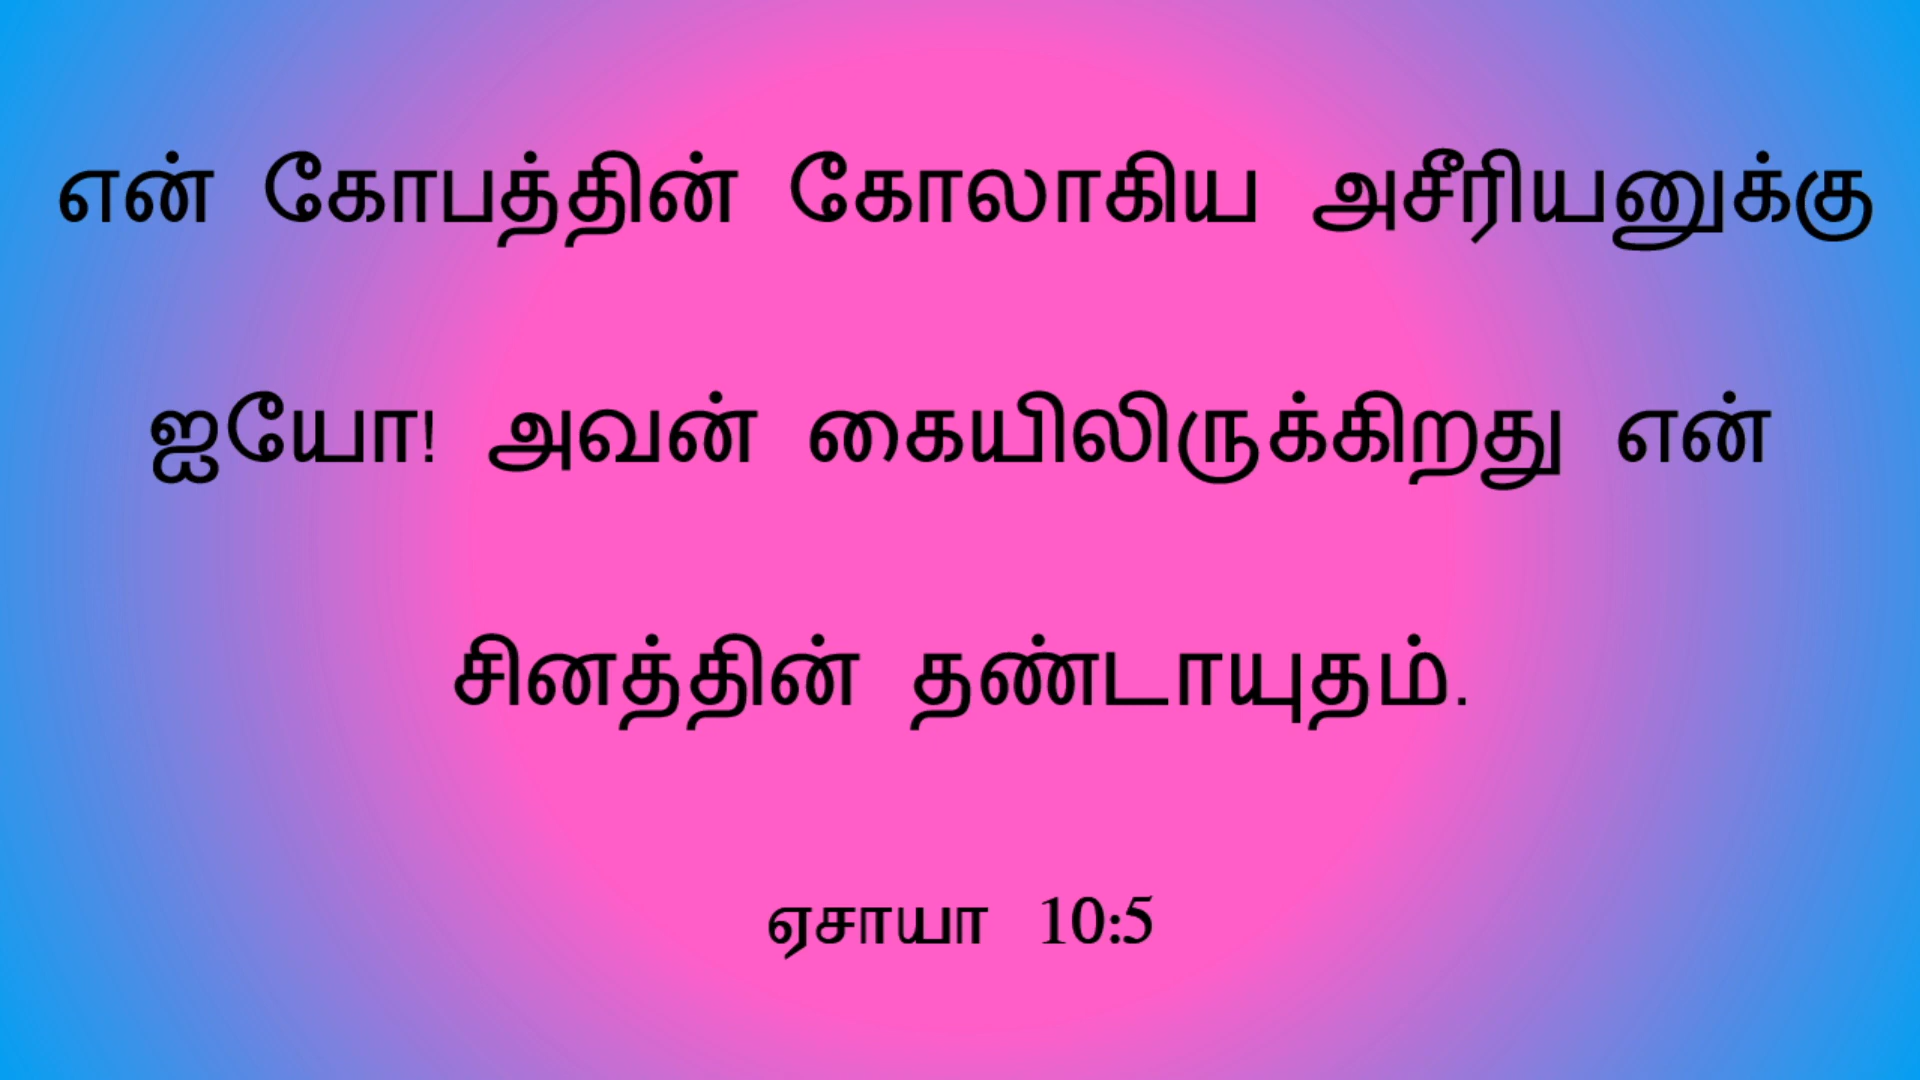 என் கோபத்தின் கோலாகிய அசீரியனுக்கு
ஐயோ! அவன் கையிலிருக்கிறது என்
சினத்தின் தண்டாயுதம்.
ஏசாயா 10:5